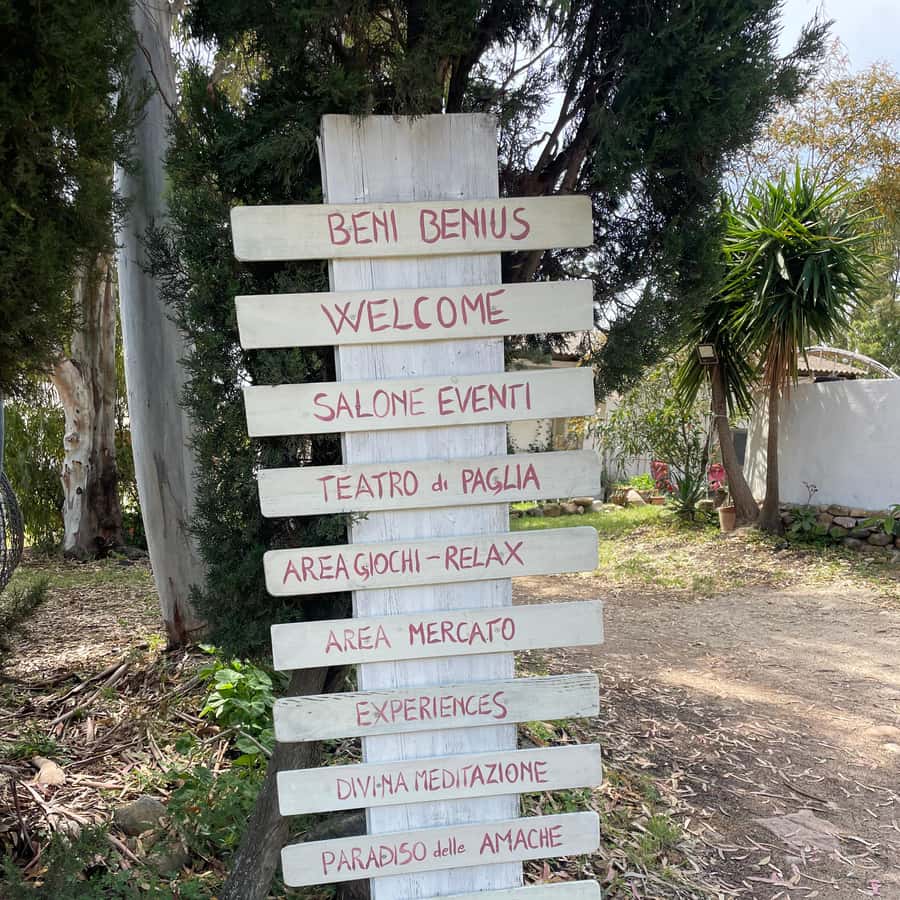 BENI BENIUS
WELCOME
SALONE EVENTI
TEATRO di PAGLIA
AREA GIOCHI - RELAX
AREA MERCATO
EXPERIENCES
DIVINA MEDITAZIONE
PARADISO delle AMACHE